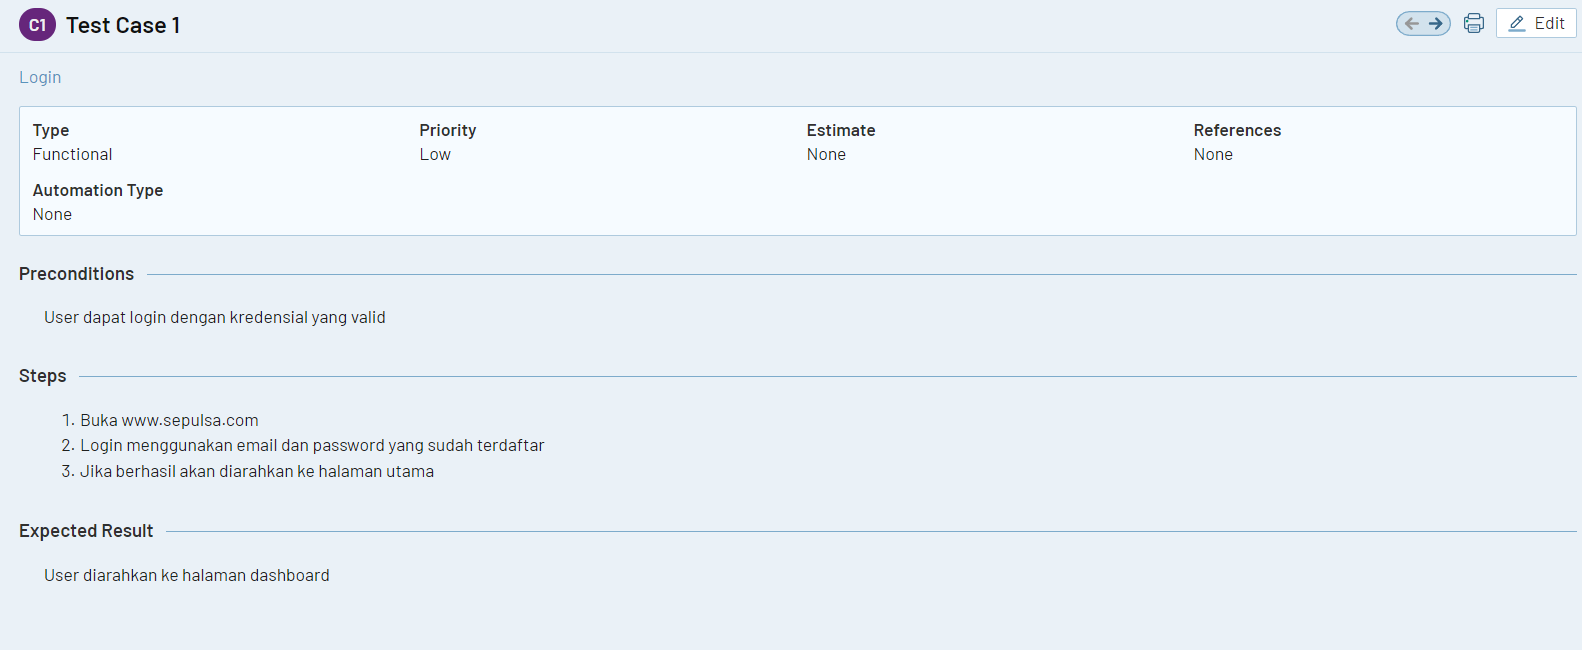 C1 Test Case 1
Edit
Login
Type Priority Estimate References
Functional Low None None
Automation Type
None
Preconditions
User dapat login dengan kredensial yang valid
Steps
1. Buka www.sepulsa.com
2. Login menggunakan email dan password yang sudah terdaftar
3. Jika berhasil akan diarahkan ke halaman utama
Expected Result
User diarahkan ke halaman dashboard